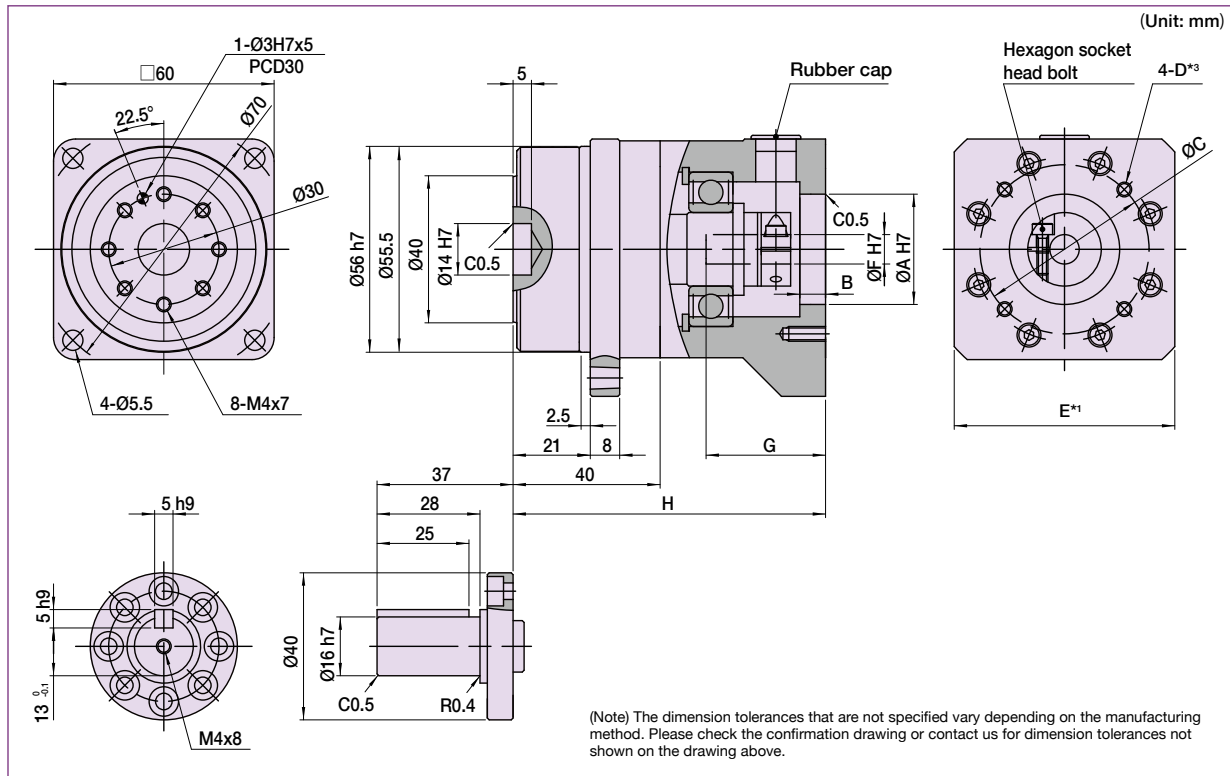 (Unit: mm)
1-Ø3H7x5
PCD30
□60
22.5°
Ø70
Ø30
4-Ø5.5
8-M4x7
5
Rubber cap
Ø56 h7
Ø55.5
Ø40
Ø14 H7
C0.5
C0.5
ØF H7
ØA H7
B
2.5
21
8
G
40
H
Hexagon socket
head bolt
4-D*3
ØC
E*1
37
28
25
5 h9
5 h9
13 0 -0.1
M4x8
Ø40
Ø16 h7
C0.5
R0.4
(Note) The dimension tolerances that are not specified vary depending on the manufacturing
method. Please check the confirmation drawing or contact us for dimension tolerances not
shown on the drawing above.